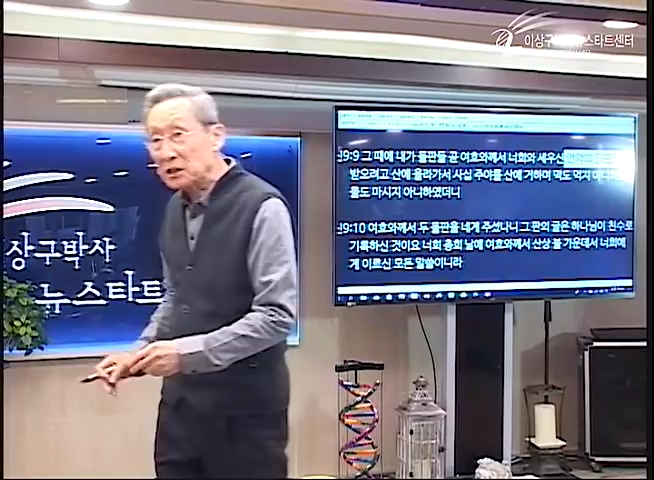 이상구 뉴스타트센터
신9:9 그 때에 내가 돌판들 곧 여호와께서 너희와 세우신
받으려고 산에 올라가서 사십 주야를 산에 거하며 떡도 먹지 아니하
물도 마시지 아니하였더니
신9:10 여호와께서 두 돌판을 내게 주셨나니 그 판의 글은 하나님이 친수로
기록하신 것이요 너희 총회 날에 여호와께서 산상 불 가운데서 너희에
게 이르신 모든 말씀이니라
상구박사
뉴스타트